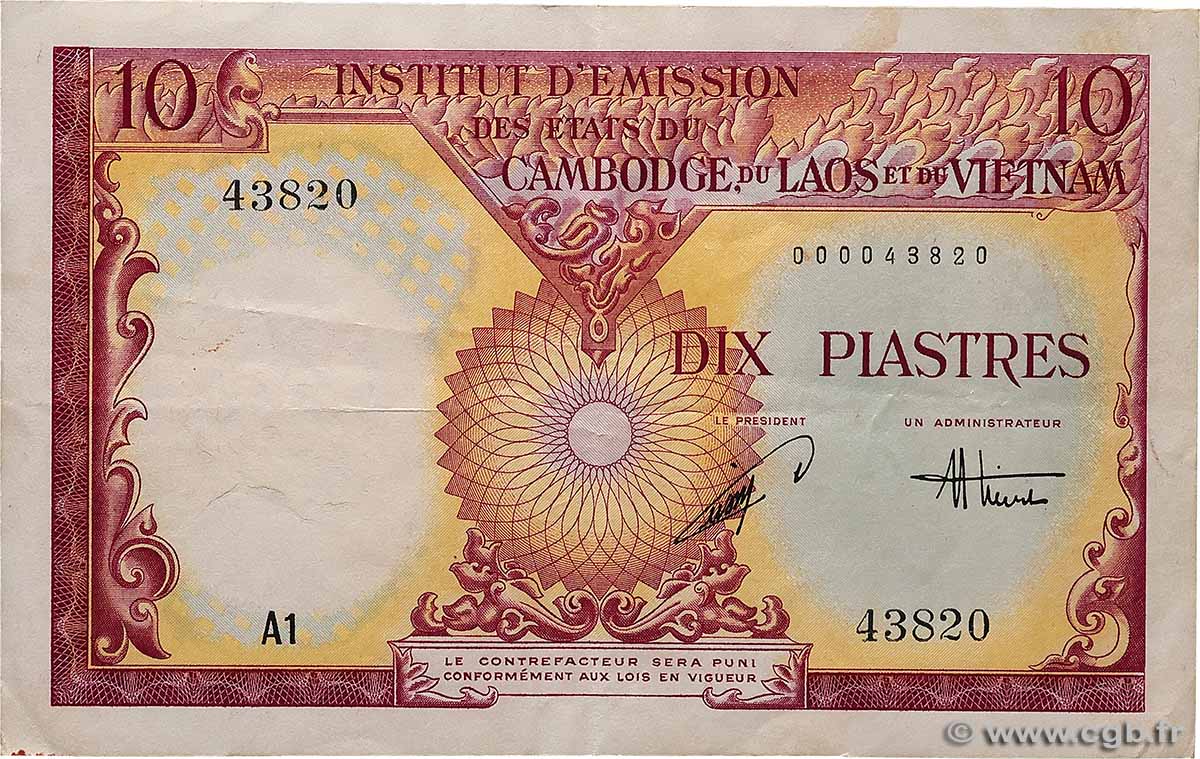 10 INSTITUT D'EMISSION 10
DES ETATS DU
CAMBODGE, DU LAOS ET DU VIETNAM
43820
000043820
DIX PIASTRES
LE PRESIDENT UN ADMINISTRATEUR
A1
43820
LE CONTREFACTEUR SERA PUNI
CONFORMÉMENT AUX LOIS EN VIGUEUR
© www.cgb.fr